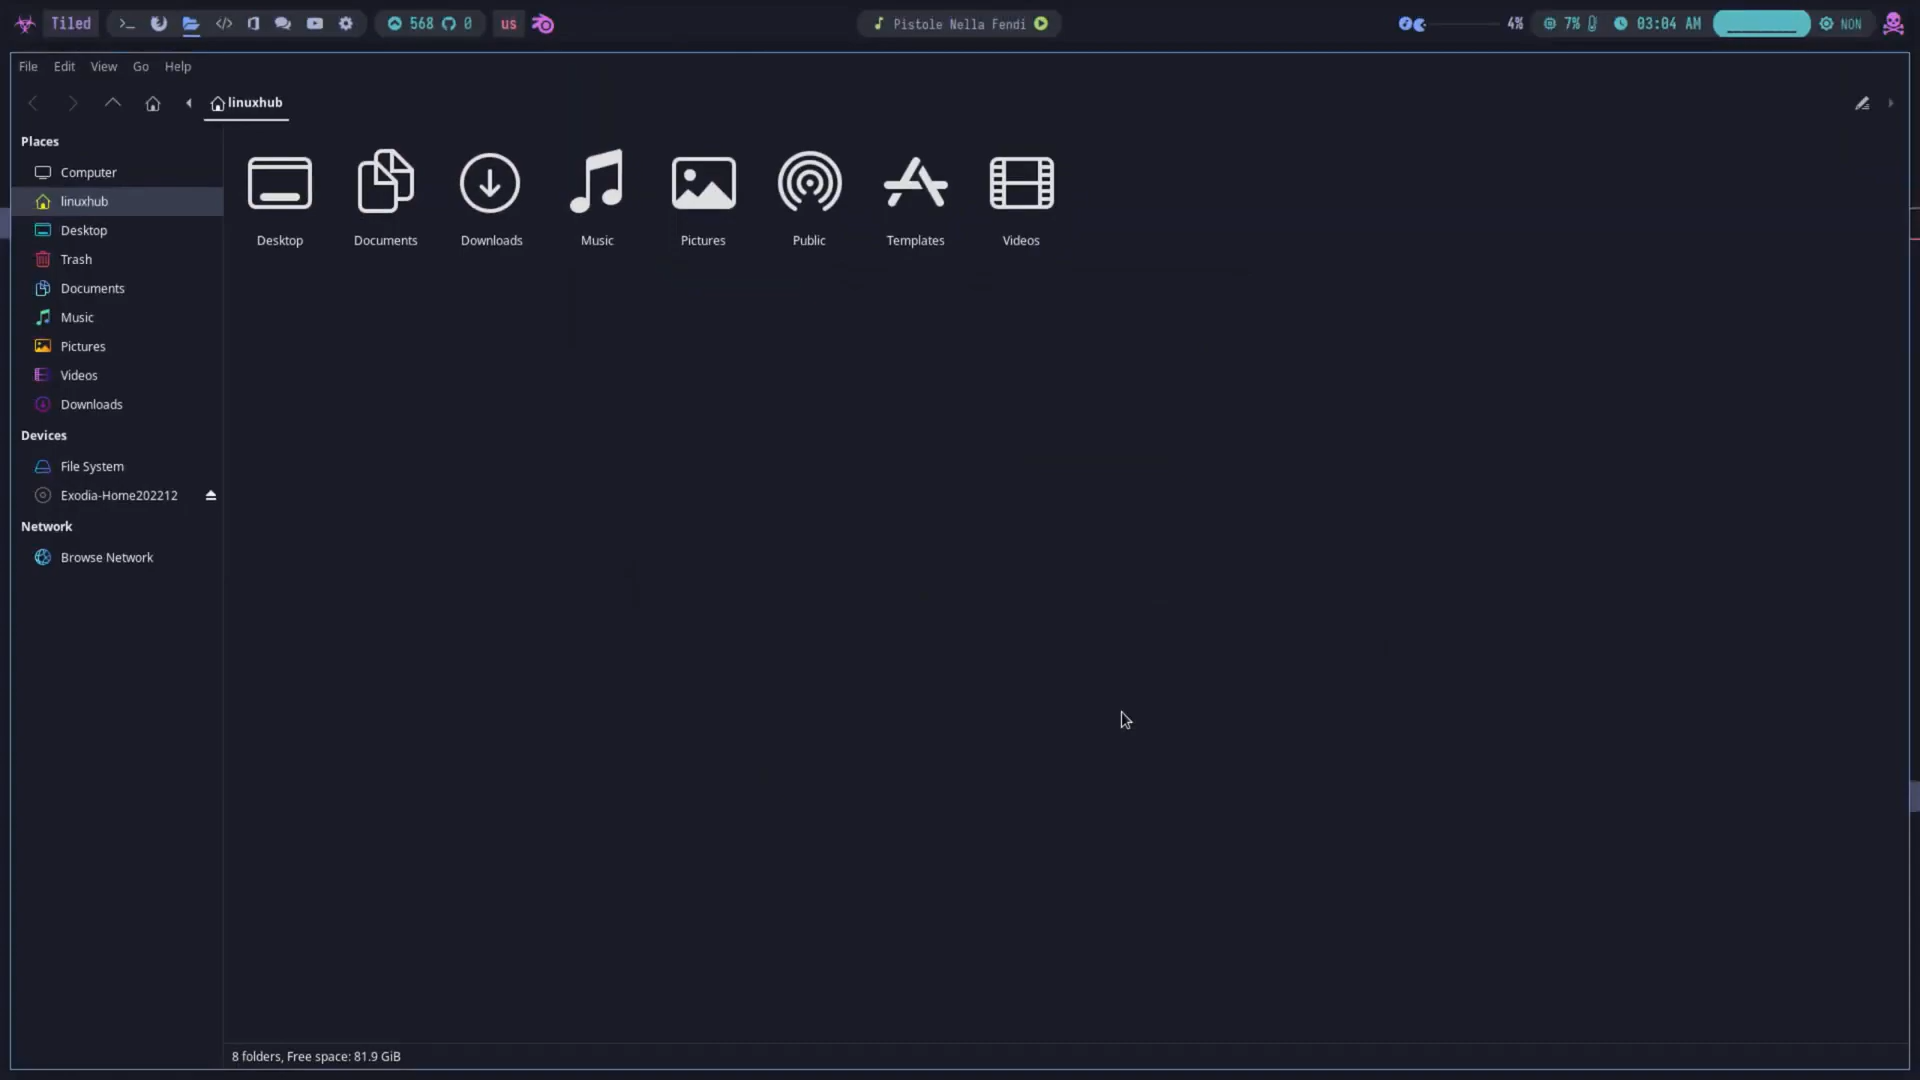 Tiled 568 0 us Pistole Nella Fendi 4% 7% 03:04 AM NON
File Edit View Go Help
linuxhub
Places
Computer
linuxhub
Desktop
Trash
Documents
Music
Pictures
Videos
Downloads
Devices
File System
Exodia-Home202212
Network
Browse Network
Desktop Documents Downloads Music Pictures Public Templates Videos
8 folders, Free space: 81.9 GiB